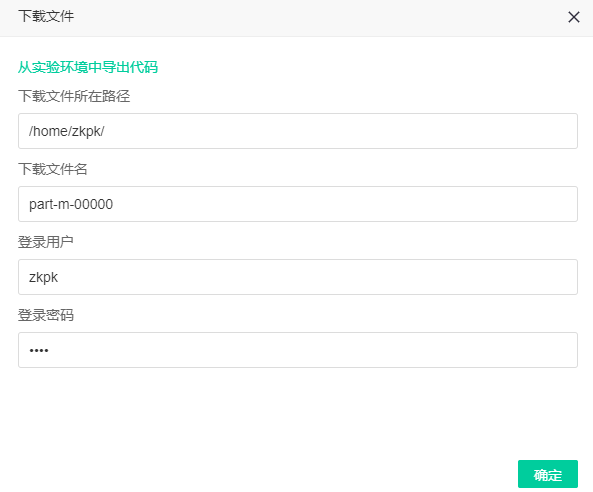 下载文件
从实验环境中导出代码
下载文件所在路径
/home/zkpk/
下载文件名
part-m-00000
登录用户
zkpk
登录密码
••••
确定